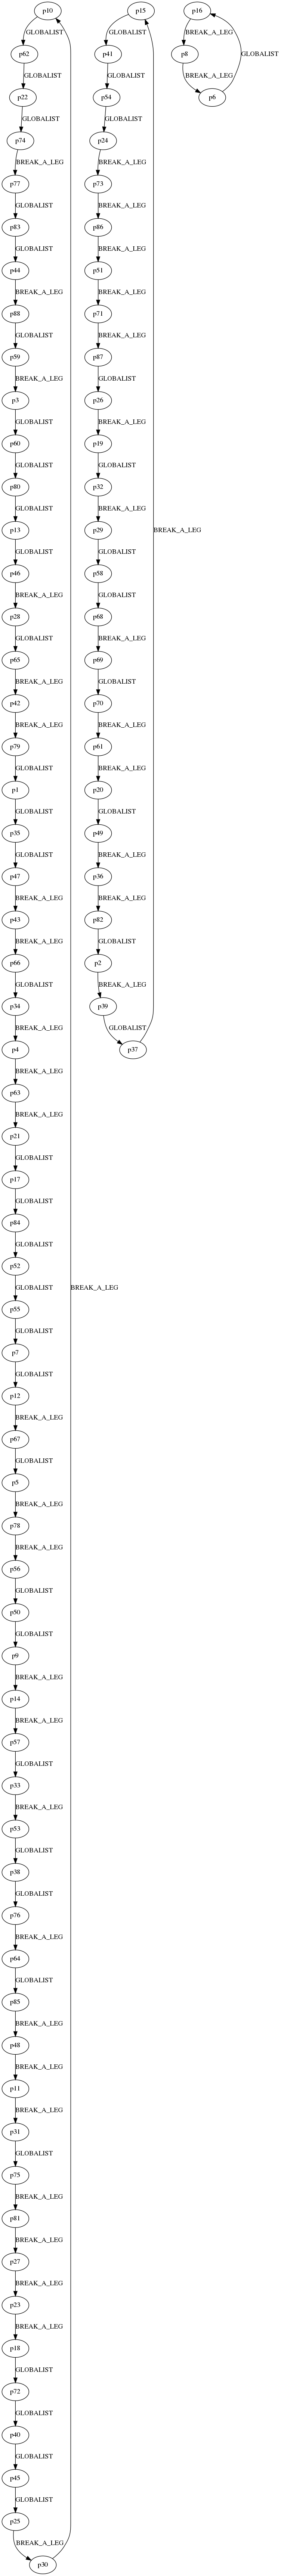 p10
GLOBALIST
p62
GLOBALIST
p22
GLOBALIST
p74
BREAK_A_LEG
p77
GLOBALIST
p83
GLOBALIST
p44
BREAK_A_LEG
p88
GLOBALIST
p59
BREAK_A_LEG
p3
GLOBALIST
p60
GLOBALIST
p80
GLOBALIST
p13
GLOBALIST
p46
BREAK_A_LEG
p28
GLOBALIST
p65
BREAK_A_LEG
p42
BREAK_A_LEG
p79
GLOBALIST
p1
GLOBALIST
p35
GLOBALIST
p47
BREAK_A_LEG
p43
BREAK_A_LEG
p66
GLOBALIST
p34
BREAK_A_LEG
p4
BREAK_A_LEG
p63
BREAK_A_LEG
p21
GLOBALIST
p17
GLOBALIST
p84
GLOBALIST
p52
GLOBALIST
p55
GLOBALIST
p7
GLOBALIST
p12
BREAK_A_LEG
p67
GLOBALIST
p5
BREAK_A_LEG
p78
BREAK_A_LEG
p56
GLOBALIST
p50
GLOBALIST
p9
BREAK_A_LEG
p14
BREAK_A_LEG
p57
GLOBALIST
p33
BREAK_A_LEG
p53
GLOBALIST
p38
GLOBALIST
p76
BREAK_A_LEG
p64
GLOBALIST
p85
BREAK_A_LEG
p48
BREAK_A_LEG
p11
BREAK_A_LEG
p31
GLOBALIST
p75
BREAK_A_LEG
p81
BREAK_A_LEG
p27
BREAK_A_LEG
p23
BREAK_A_LEG
p18
GLOBALIST
p72
GLOBALIST
p40
GLOBALIST
p45
GLOBALIST
p25
BREAK_A_LEG
p30
BREAK_A_LEG
p15
GLOBALIST
p41
GLOBALIST
p54
GLOBALIST
p24
BREAK_A_LEG
p73
BREAK_A_LEG
p86
BREAK_A_LEG
p51
BREAK_A_LEG
p71
BREAK_A_LEG
p87
GLOBALIST
p26
BREAK_A_LEG
p19
GLOBALIST
p32
BREAK_A_LEG
p29
GLOBALIST
p58
GLOBALIST
p68
BREAK_A_LEG
p69
GLOBALIST
p70
BREAK_A_LEG
p61
BREAK_A_LEG
p20
GLOBALIST
p49
BREAK_A_LEG
p36
BREAK_A_LEG
p82
GLOBALIST
p2
BREAK_A_LEG
p39
GLOBALIST
p37
BREAK_A_LEG
p16
BREAK_A_LEG
p8
BREAK_A_LEG
p6
GLOBALIST